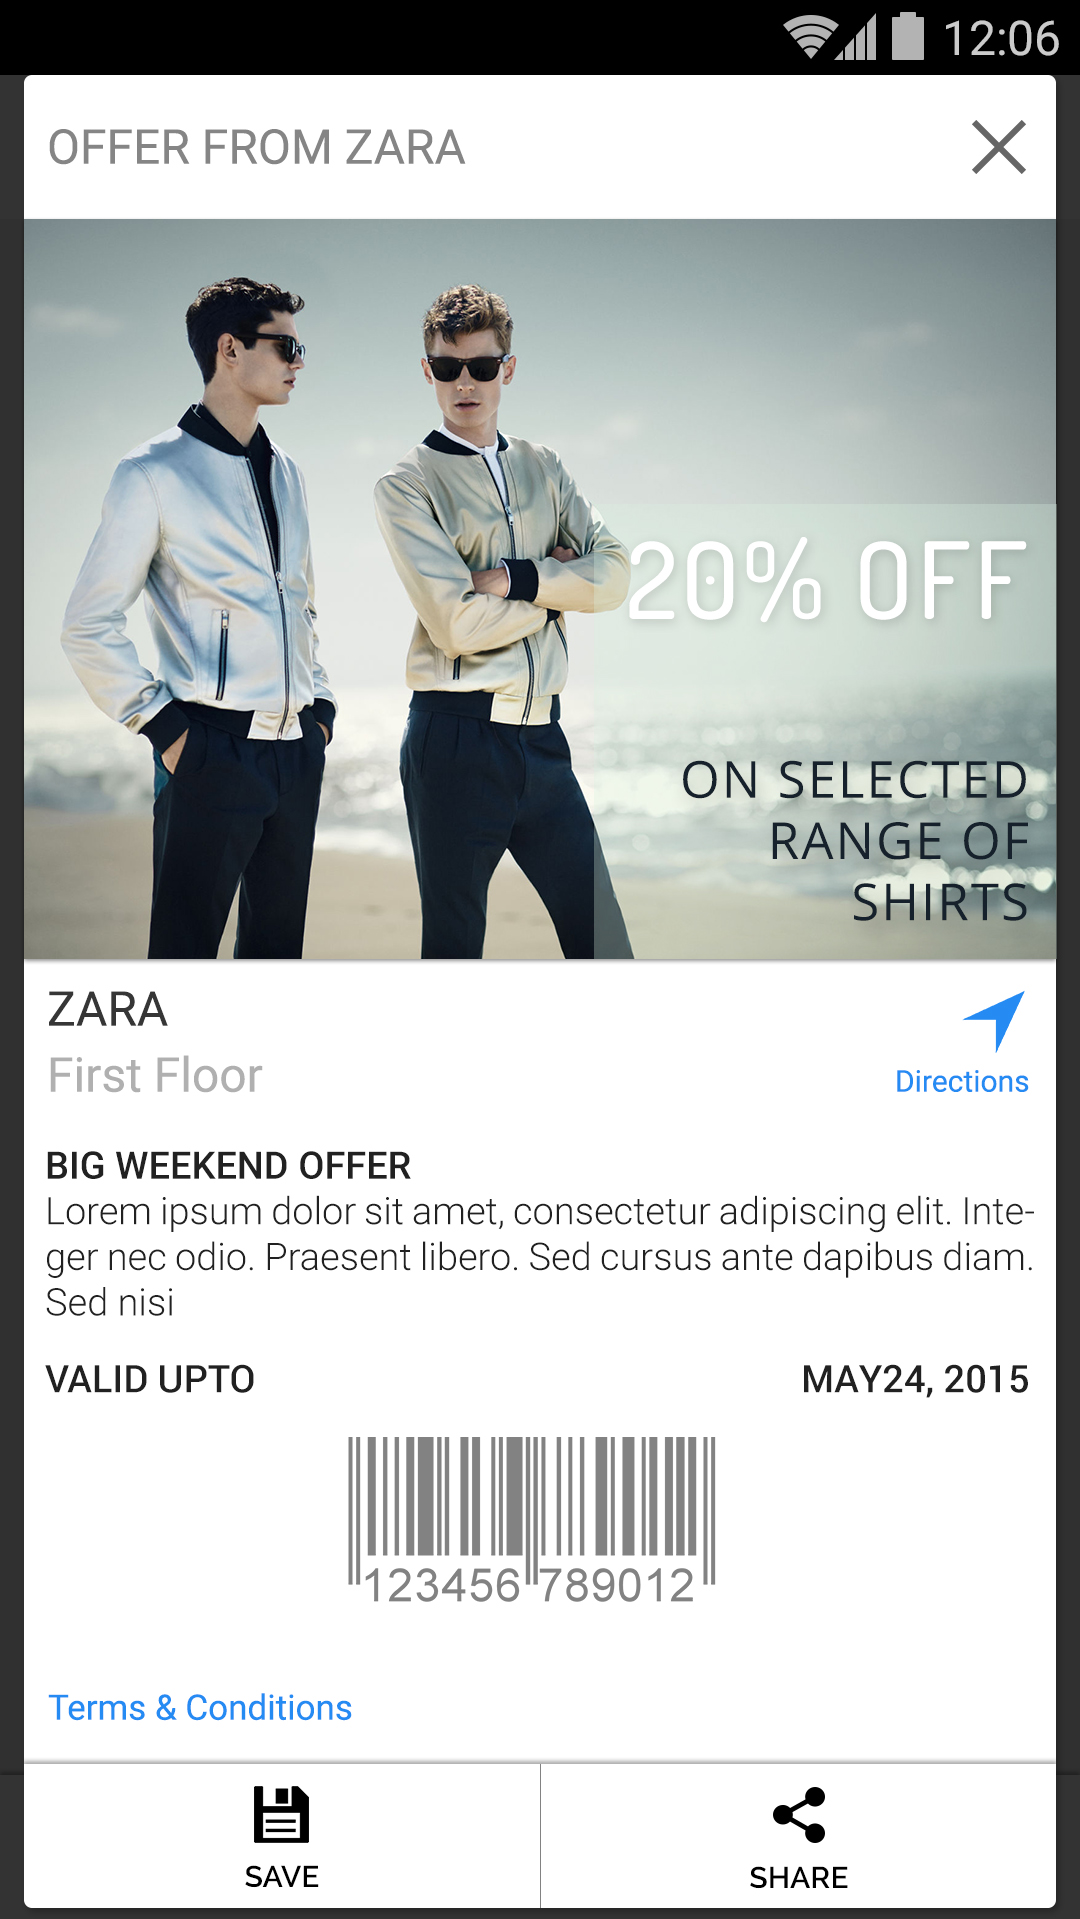 12:06
OFFER FROM ZARA
20% OFF
ON SELECTED
RANGE OF
SHIRTS
ZARA
First Floor
Directions
BIG WEEKEND OFFER
Lorem ipsum dolor sit amet, consectetur adipiscing elit. Inte-
ger nec odio. Praesent libero. Sed cursus ante dapibus diam.
Sed nisi
VALID UPTO MAY24, 2015
123456 789012
Terms & Conditions
SAVE SHARE